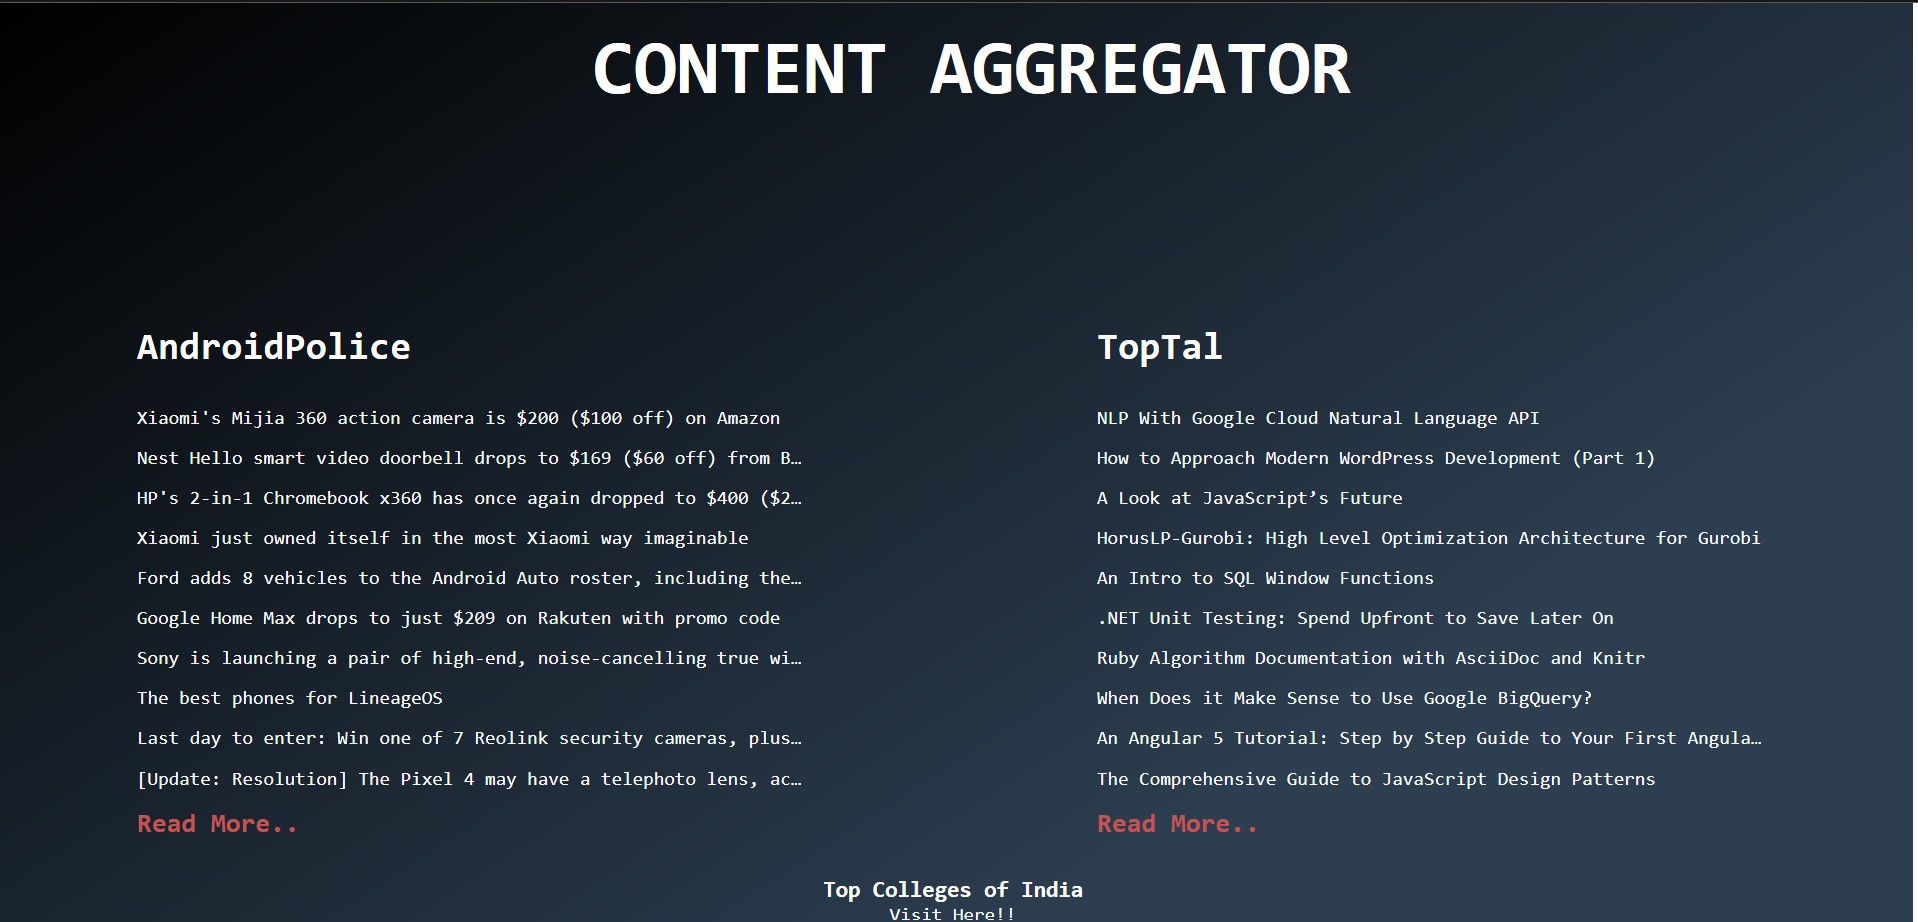 CONTENT AGGREGATOR
AndroidPolice
Xiaomi's Mijia 360 action camera is $200 ($100 off) on Amazon
Nest Hello smart video doorbell drops to $169 ($60 off) from B…
HP's 2-in-1 Chromebook x360 has once again dropped to $400 ($2…
Xiaomi just owned itself in the most Xiaomi way imaginable
Ford adds 8 vehicles to the Android Auto roster, including the…
Google Home Max drops to just $209 on Rakuten with promo code
Sony is launching a pair of high-end, noise-cancelling true wi…
The best phones for LineageOS
Last day to enter: Win one of 7 Reolink security cameras, plus…
[Update: Resolution] The Pixel 4 may have a telephoto lens, ac…
Read More..
TopTal
NLP With Google Cloud Natural Language API
How to Approach Modern WordPress Development (Part 1)
A Look at JavaScript’s Future
HorusLP-Gurobi: High Level Optimization Architecture for Gurobi
An Intro to SQL Window Functions
.NET Unit Testing: Spend Upfront to Save Later On
Ruby Algorithm Documentation with AsciiDoc and Knitr
When Does it Make Sense to Use Google BigQuery?
An Angular 5 Tutorial: Step by Step Guide to Your First Angula…
The Comprehensive Guide to JavaScript Design Patterns
Read More..
Top Colleges of India
Visit Here!!